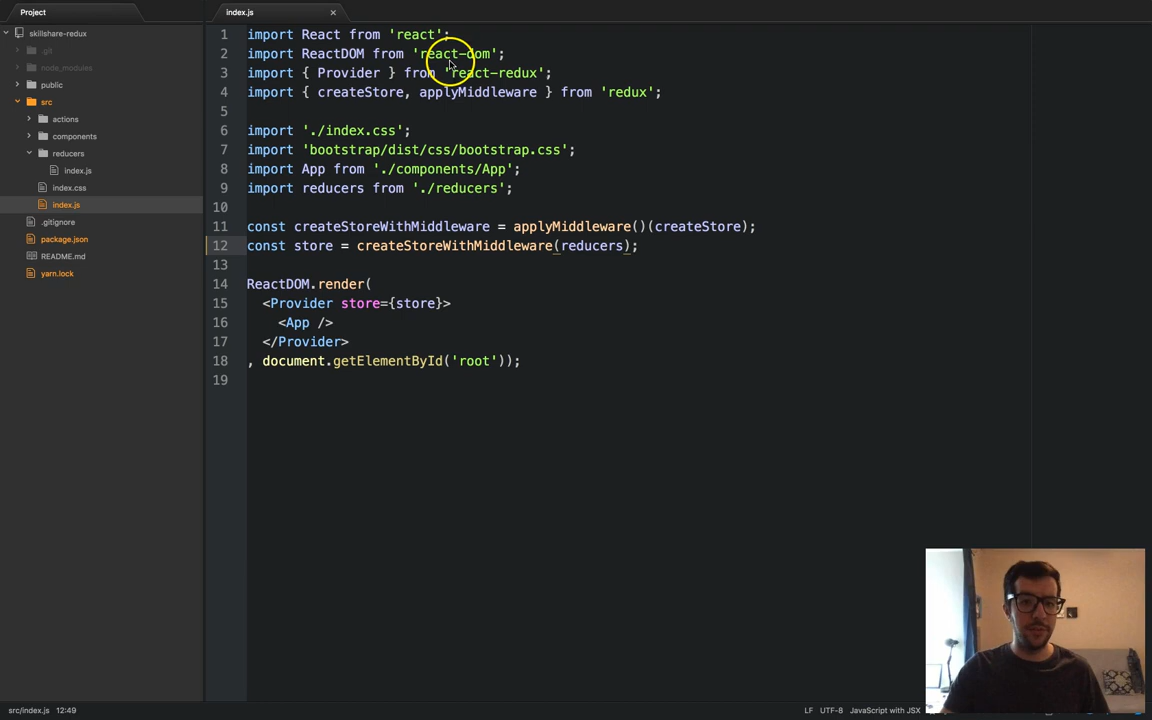 Project
skillshare-redux
.git
node_modules
public
src
actions
components
reducers
index.js
index.css
index.js
.gitignore
package.json
README.md
yarn.lock
index.js
1 import React from 'react';
2 import ReactDOM from 'react-dom';
3 import { Provider } from 'react-redux';
4 import { createStore, applyMiddleware } from 'redux';
5
6 import './index.css';
7 import 'bootstrap/dist/css/bootstrap.css';
8 import App from './components/App';
9 import reducers from './reducers';
10
11 const createStoreWithMiddleware = applyMiddleware()(createStore);
12 const store = createStoreWithMiddleware(reducers);
13
14 ReactDOM.render(
15 <Provider store={store}>
16 <App />
17 </Provider>
18 , document.getElementById('root'));
19
src/index.js 12:49
LF UTF-8 JavaScript with JSX